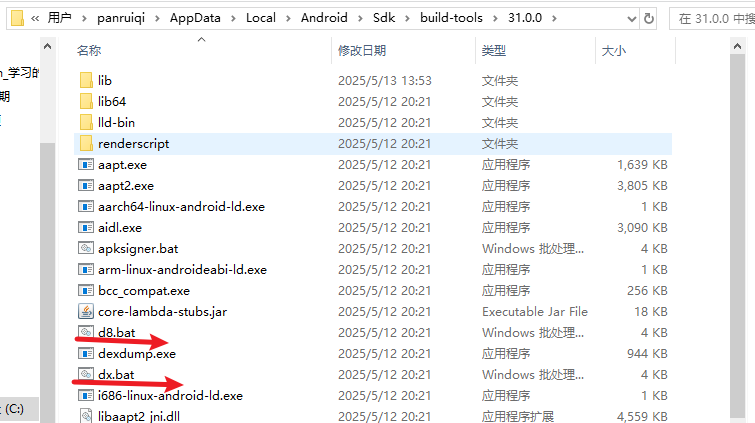 « 用户 › panruiqi › AppData › Local › Android › Sdk › build-tools › 31.0.0 › 在 31.0.0 中搜
名称 修改日期 类型 大小
n_学习的
期
lib 2025/5/13 13:53 文件夹
lib64 2025/5/12 20:21 文件夹
lld-bin 2025/5/12 20:21 文件夹
renderscript 2025/5/12 20:21 文件夹
aapt.exe 2025/5/12 20:21 应用程序 1,639 KB
aapt2.exe 2025/5/12 20:21 应用程序 3,805 KB
aarch64-linux-android-ld.exe 2025/5/12 20:21 应用程序 1 KB
aidl.exe 2025/5/12 20:21 应用程序 3,090 KB
apksigner.bat 2025/5/12 20:21 Windows 批处理... 4 KB
arm-linux-androideabi-ld.exe 2025/5/12 20:21 应用程序 1 KB
bcc_compat.exe 2025/5/12 20:21 应用程序 256 KB
core-lambda-stubs.jar 2025/5/12 20:21 Executable Jar File 18 KB
d8.bat 2025/5/12 20:21 Windows 批处理... 4 KB
dexdump.exe 2025/5/12 20:21 应用程序 944 KB
dx.bat 2025/5/12 20:21 Windows 批处理... 4 KB
i686-linux-android-ld.exe 2025/5/12 20:21 应用程序 1 KB
(C:)
libaapt2_jni.dll 2025/5/12 20:21 应用程序扩展 4,559 KB